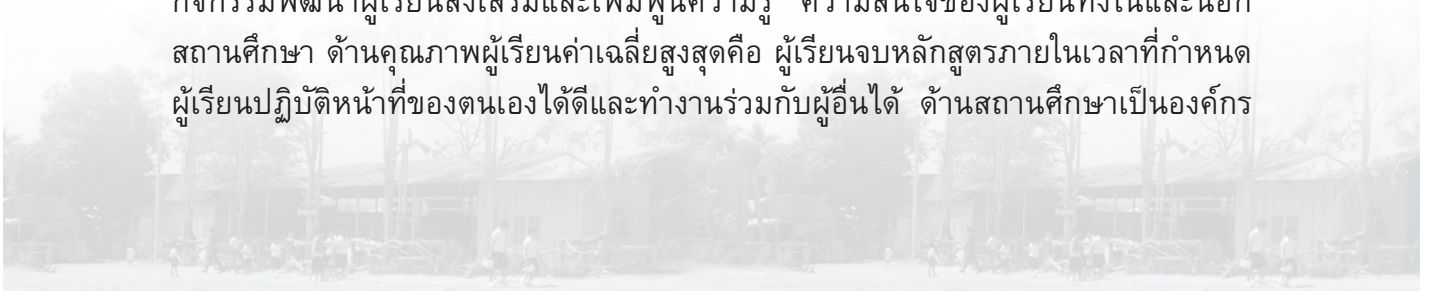 กิจกรรมพัฒนาผู้เรียนส่งเสริมและเพิ่มพูนความรู้ ความสนใจของผู้เรียนทั้งในและนอก
สถานศึกษา ด้านคุณภาพผู้เรียนค่าเฉลี่ยสูงสุดคือ ผู้เรียนจบหลักสูตรภายในเวลาที่กำหนด
ผู้เรียนปฏิบัติหน้าที่ของตนเองได้ดีและทำงานร่วมกับผู้อื่นได้ ด้านสถานศึกษาเป็นองค์กร